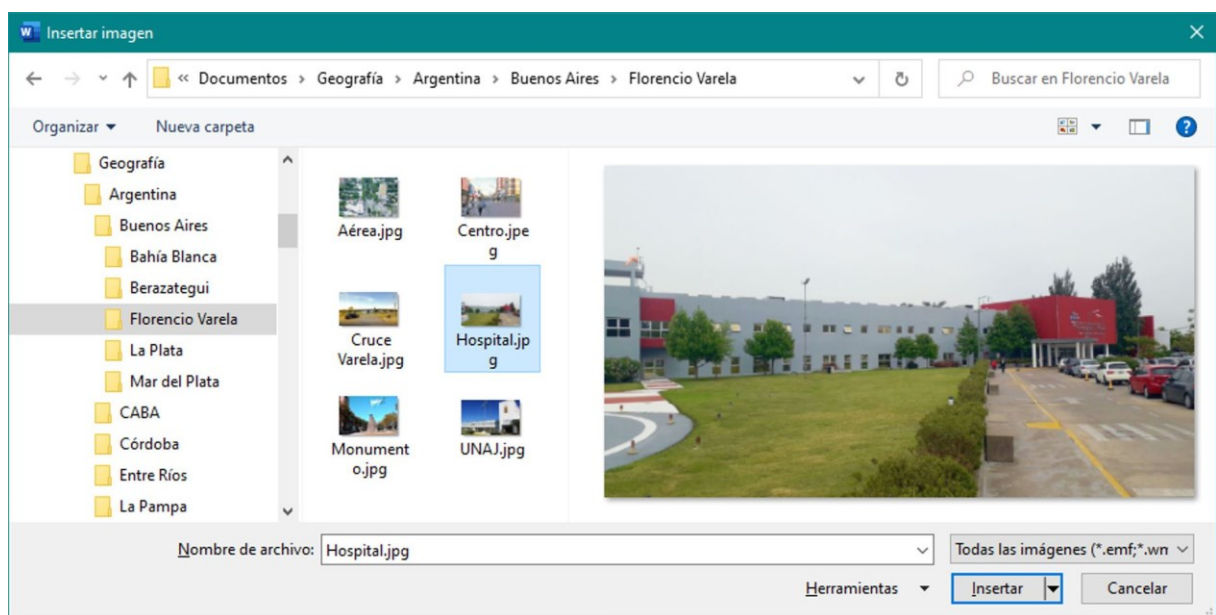 Insertar imagen
« Documentos > Geografía > Argentina > Buenos Aires > Florencio Varela
Buscar en Florencio Varela
Organizar
Nueva carpeta
Geografía
Argentina
Buenos Aires
Bahía Blanca
Berazategui
Florencio Varela
La Plata
Mar del Plata
CABA
Córdoba
Entre Ríos
La Pampa
Aérea.jpg
Centro.jpe
g
Cruce
Varela.jpg
Hospital.jp
g
Monument
o.jpg
UNAJ.jpg
Nombre de archivo: Hospital.jpg
Todas las imágenes (*.emf;*.wn
Herramientas
Insertar
Cancelar